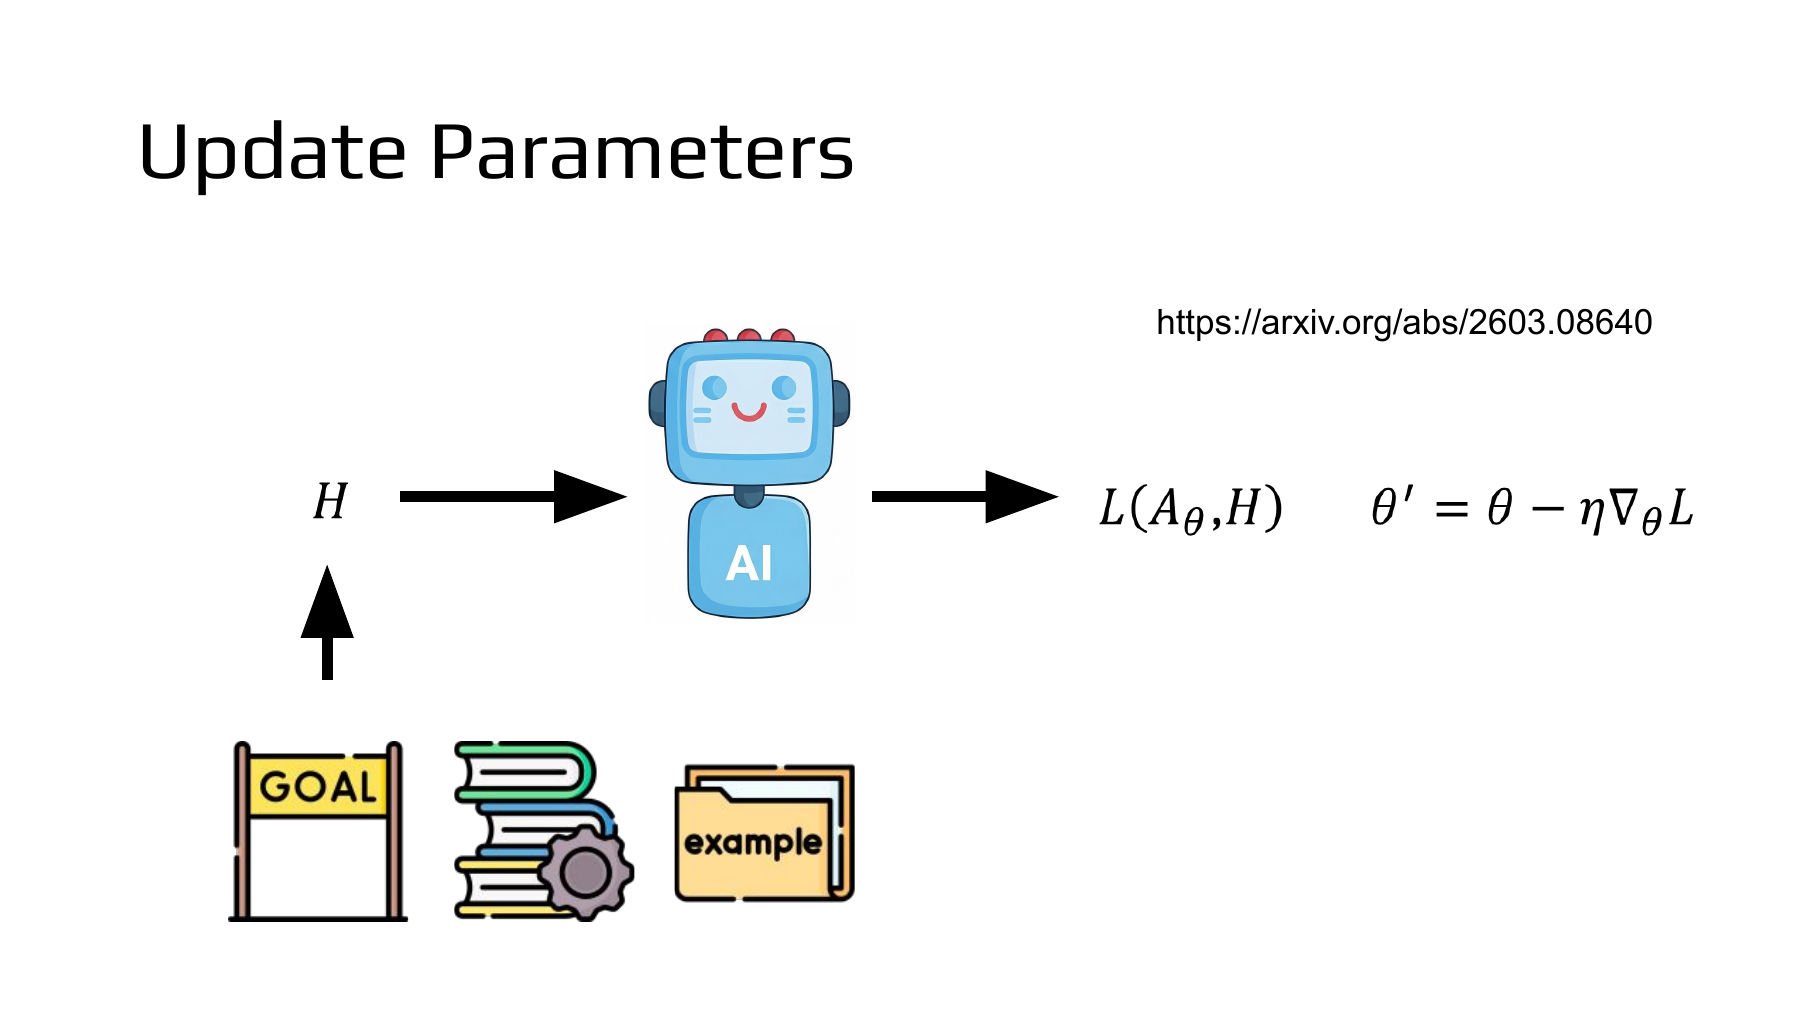 Update Parameters
https://arxiv.org/abs/2603.08640
AI
H
L(A_θ,H)
θ′ = θ − η∇_θL
GOAL
example